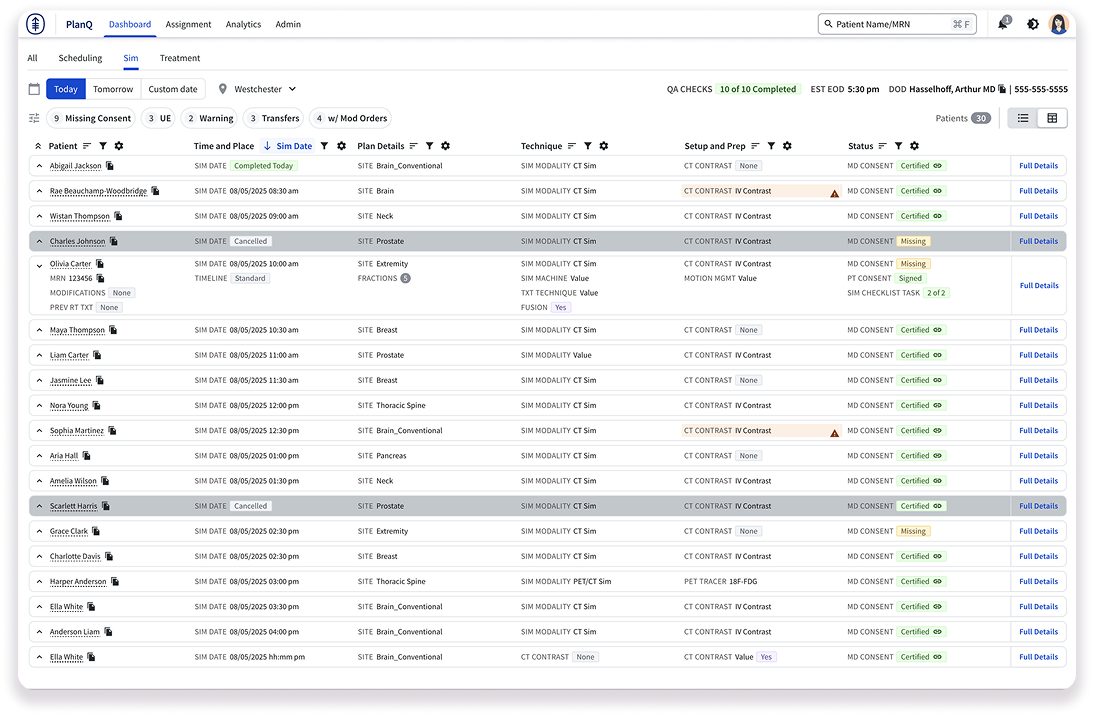 PlanQ Dashboard Assignment Analytics Admin Patient Name/MRN ⌘ F 1
All Scheduling Sim Treatment
Today Tomorrow Custom date Westchester QA CHECKS 10 of 10 Completed EST EOD 5:30 pm DOD Hasselhoff, Arthur MD | 555-555-5555
9 Missing Consent 3 UE 2 Warning 3 Transfers 4 w/ Mod Orders Patients 30
Patient Time and Place ↓ Sim Date Plan Details Technique Setup and Prep Status
Abigail Jackson SIM DATE Completed Today SITE Brain_Conventional SIM MODALITY CT Sim CT CONTRAST None MD CONSENT Certified Full Details
Rae Beauchamp-Woodbridge SIM DATE 08/05/2025 08:30 am SITE Brain SIM MODALITY CT Sim CT CONTRAST IV Contrast MD CONSENT Certified Full Details
Wistan Thompson SIM DATE 08/05/2025 09:00 am SITE Neck SIM MODALITY CT Sim CT CONTRAST IV Contrast MD CONSENT Certified Full Details
Charles Johnson SIM DATE Cancelled SITE Prostate SIM MODALITY CT Sim CT CONTRAST IV Contrast MD CONSENT Missing Full Details
Olivia Carter SIM DATE 08/05/2025 10:00 am SITE Extremity SIM MODALITY CT Sim CT CONTRAST IV Contrast MD CONSENT Missing
MRN 123456 TIMELINE Standard FRACTIONS 5 SIM MACHINE Value MOTION MGMT Value PT CONSENT Signed
Full Details
MODIFICATIONS None TXT TECHNIQUE Value SIM CHECKLIST TASK 2 of 2
PREV RT TXT None FUSION Yes
Maya Thompson SIM DATE 08/05/2025 10:30 am SITE Breast SIM MODALITY CT Sim CT CONTRAST None MD CONSENT Certified Full Details
Liam Carter SIM DATE 08/05/2025 11:00 am SITE Prostate SIM MODALITY Value CT CONTRAST IV Contrast MD CONSENT Certified Full Details
Jasmine Lee SIM DATE 08/05/2025 11:30 am SITE Breast SIM MODALITY CT Sim CT CONTRAST None MD CONSENT Certified Full Details
Nora Young SIM DATE 08/05/2025 12:00 pm SITE Thoracic Spine SIM MODALITY CT Sim CT CONTRAST IV Contrast MD CONSENT Certified Full Details
Sophia Martinez SIM DATE 08/05/2025 12:30 pm SITE Brain_Conventional SIM MODALITY CT Sim CT CONTRAST IV Contrast MD CONSENT Certified Full Details
Aria Hall SIM DATE 08/05/2025 01:00 pm SITE Pancreas SIM MODALITY CT Sim CT CONTRAST None MD CONSENT Certified Full Details
Amelia Wilson SIM DATE 08/05/2025 01:30 pm SITE Neck SIM MODALITY CT Sim CT CONTRAST IV Contrast MD CONSENT Certified Full Details
Scarlett Harris SIM DATE Cancelled SITE Prostate SIM MODALITY CT Sim CT CONTRAST IV Contrast MD CONSENT Certified Full Details
Grace Clark SIM DATE 08/05/2025 02:30 pm SITE Extremity SIM MODALITY CT Sim CT CONTRAST None MD CONSENT Missing Full Details
Charlotte Davis SIM DATE 08/05/2025 02:30 pm SITE Breast SIM MODALITY CT Sim CT CONTRAST IV Contrast MD CONSENT Certified Full Details
Harper Anderson SIM DATE 08/05/2025 03:00 pm SITE Thoracic Spine SIM MODALITY PET/CT Sim PET TRACER 18F-FDG MD CONSENT Certified Full Details
Ella White SIM DATE 08/05/2025 03:30 pm SITE Brain_Conventional SIM MODALITY CT Sim CT CONTRAST IV Contrast MD CONSENT Certified Full Details
Anderson Liam SIM DATE 08/05/2025 04:00 pm SITE Brain_Conventional SIM MODALITY CT Sim CT CONTRAST IV Contrast MD CONSENT Certified Full Details
Ella White SIM DATE 08/05/2025 hh:mm pm SITE Brain_Conventional CT CONTRAST None CT CONTRAST Value Yes MD CONSENT Certified Full Details